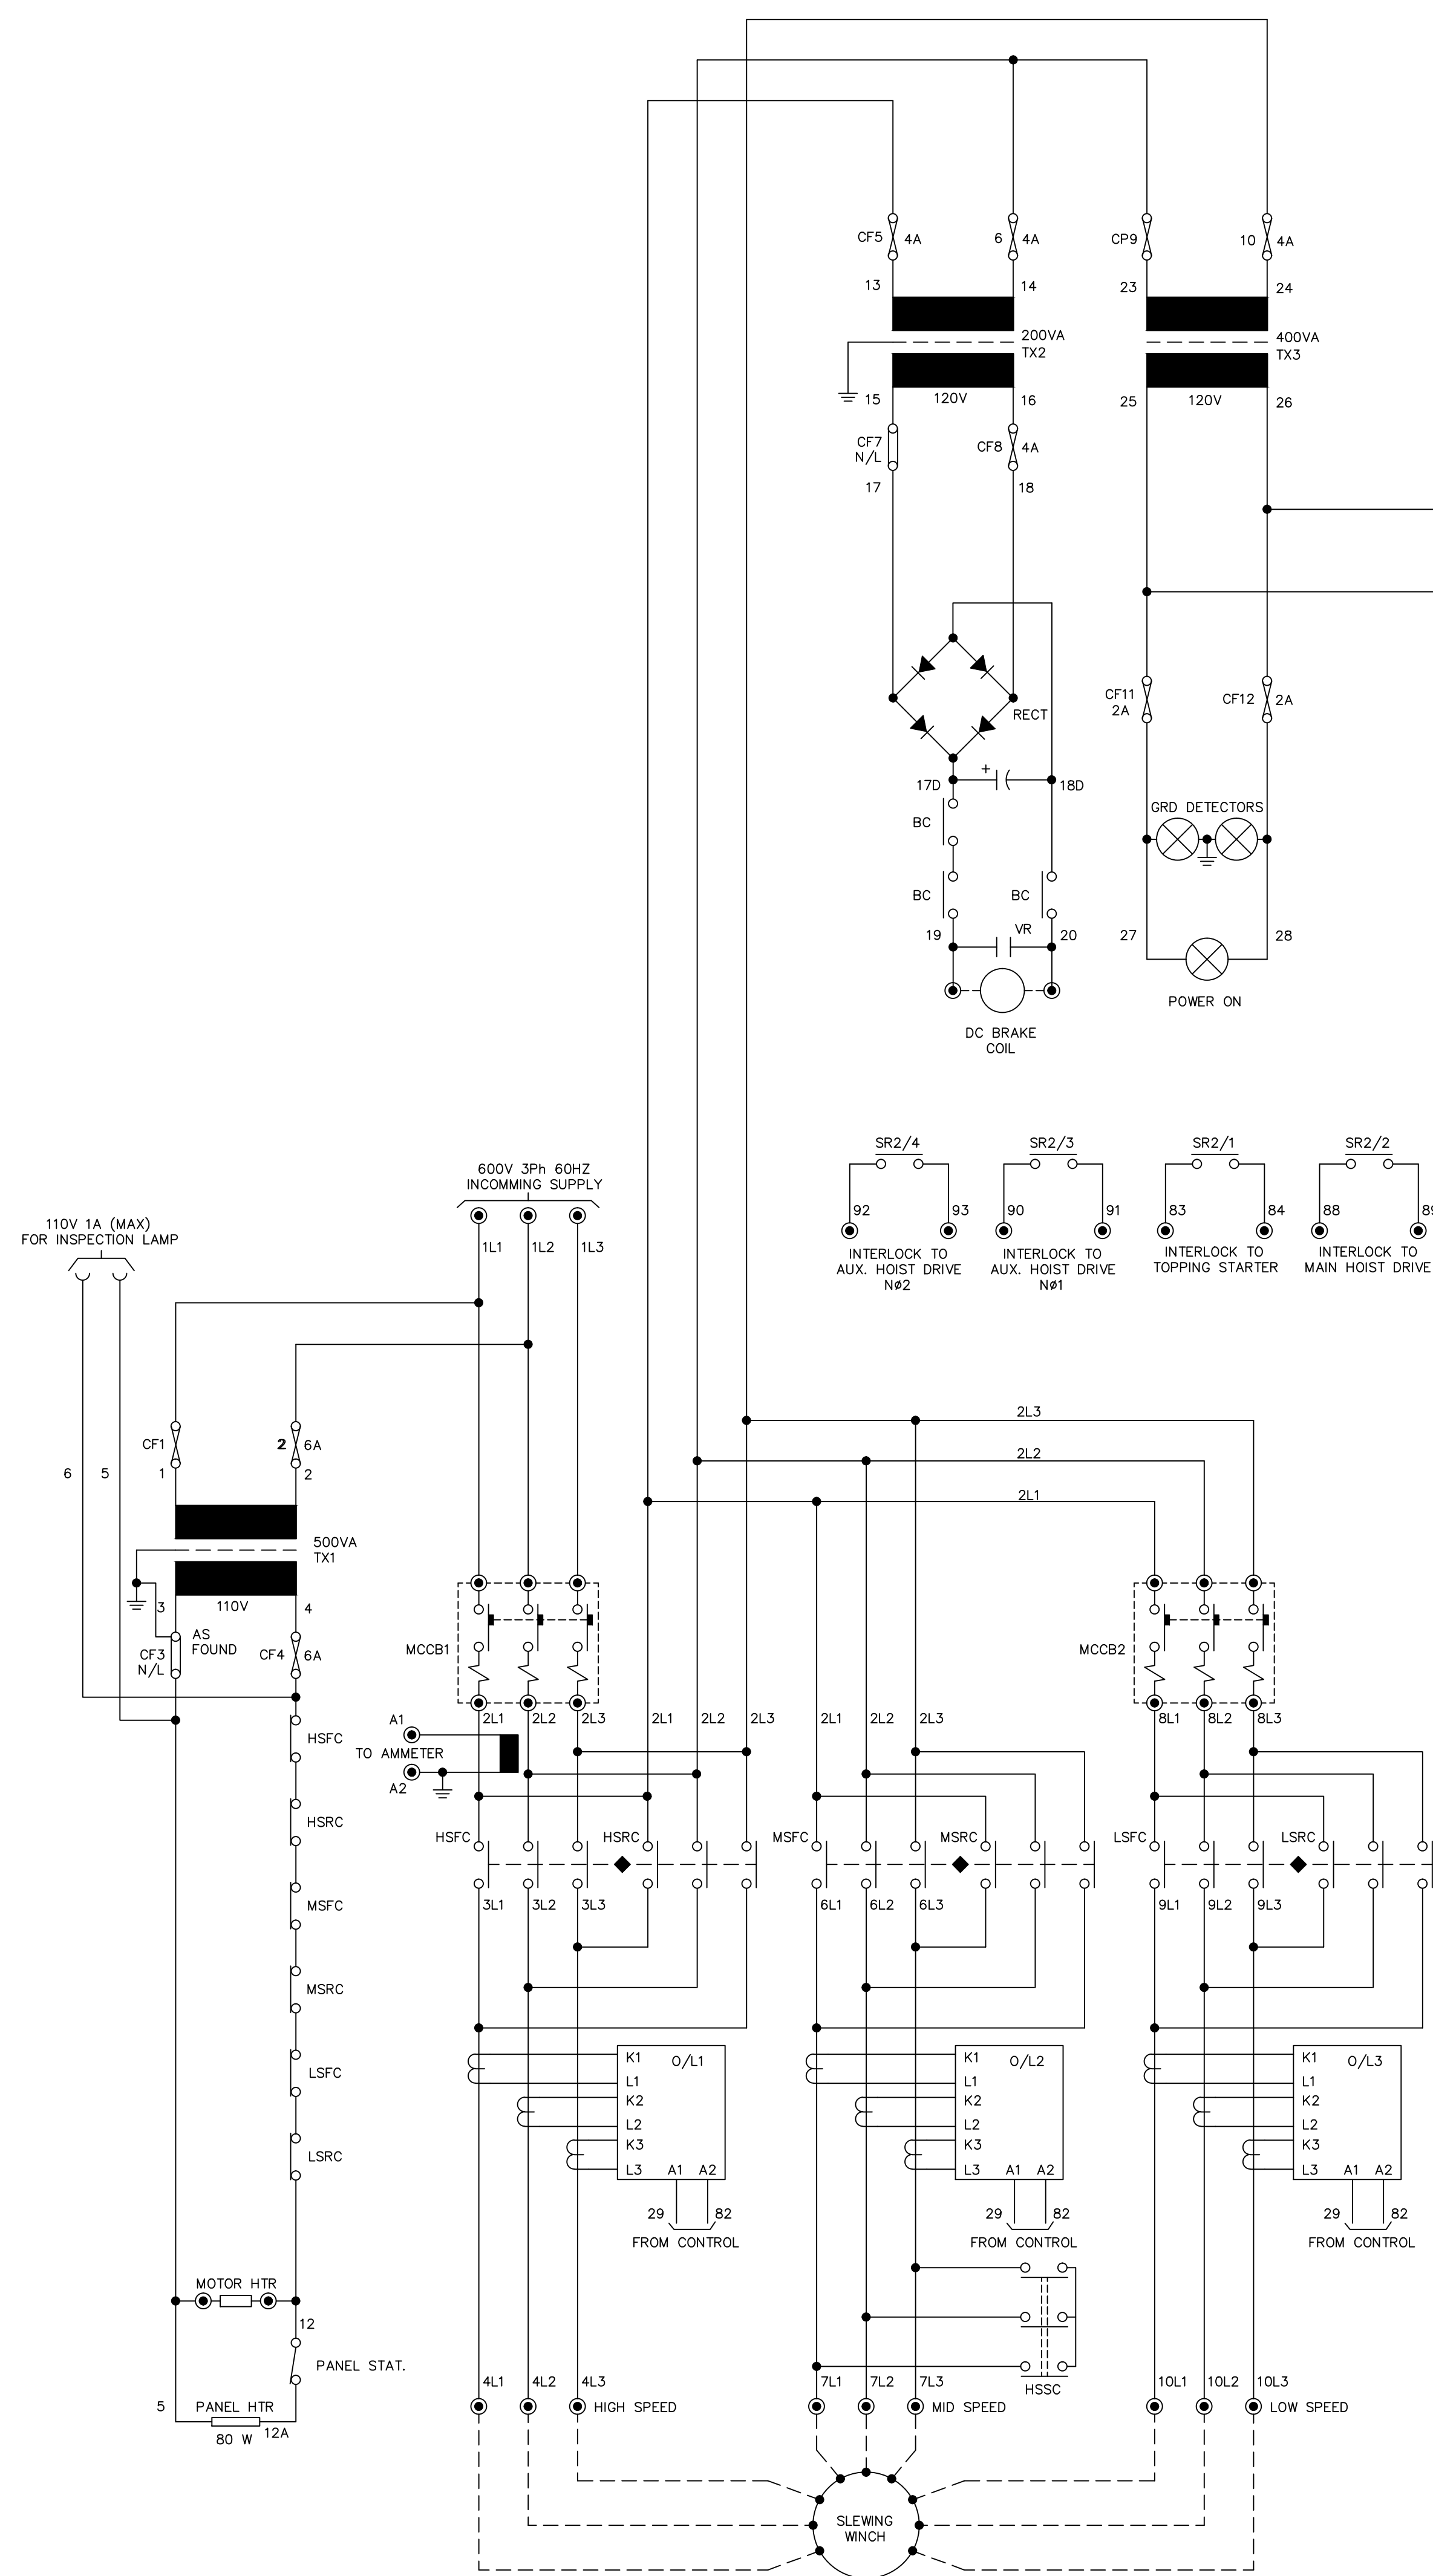 CF5 4A 6 4A CP9 10 4A
13 14 23 24
200VA 400VA
TX2 TX3
15 120V 16 25 120V 26
CF7 CF8 4A
N/L
17 18
CF11 CF12 2A
2A
RECT
+
17D 18D
GRD DETECTORS
BC
BC BC
VR
19 20 27 28
POWER ON
DC BRAKE
COIL
SR2/4 SR2/3 SR2/1 SR2/2
92 93 90 91 83 84 88 89
INTERLOCK TO
AUX. HOIST DRIVE
NØ2
INTERLOCK TO
AUX. HOIST DRIVE
NØ1
INTERLOCK TO
TOPPING STARTER
INTERLOCK TO
MAIN HOIST DRIVE
600V 3Ph 60HZ
INCOMMING SUPPLY
110V 1A (MAX)
FOR INSPECTION LAMP
1L1 1L2 1L3
2L3
2L2
2L1
CF1 2 6A
6 5 1 2
500VA
TX1
3 110V 4
AS
FOUND
CF3 CF4 6A
N/L
MCCB1 MCCB2
A1 2L1 2L2 2L3 2L1 2L2 2L3 2L1 2L2 2L3 8L1 8L2 8L3
TO AMMETER
A2
HSFC
HSRC
MSFC
MSRC
LSFC
LSRC
HSFC HSRC MSFC MSRC LSFC LSRC
3L1 3L2 3L3 6L1 6L2 6L3 9L1 9L2 9L3
K1 O/L1
L1
K2
L2
K3
L3 A1 A2
29 82
FROM CONTROL
K1 O/L2
L1
K2
L2
K3
L3 A1 A2
29 82
FROM CONTROL
K1 O/L3
L1
K2
L2
K3
L3 A1 A2
29 82
FROM CONTROL
MOTOR HTR
12
PANEL STAT.
5 PANEL HTR
80 W 12A
HSSC
4L1 4L2 4L3 7L1 7L2 7L3 10L1 10L2 10L3
HIGH SPEED MID SPEED LOW SPEED
SLEWING
WINCH